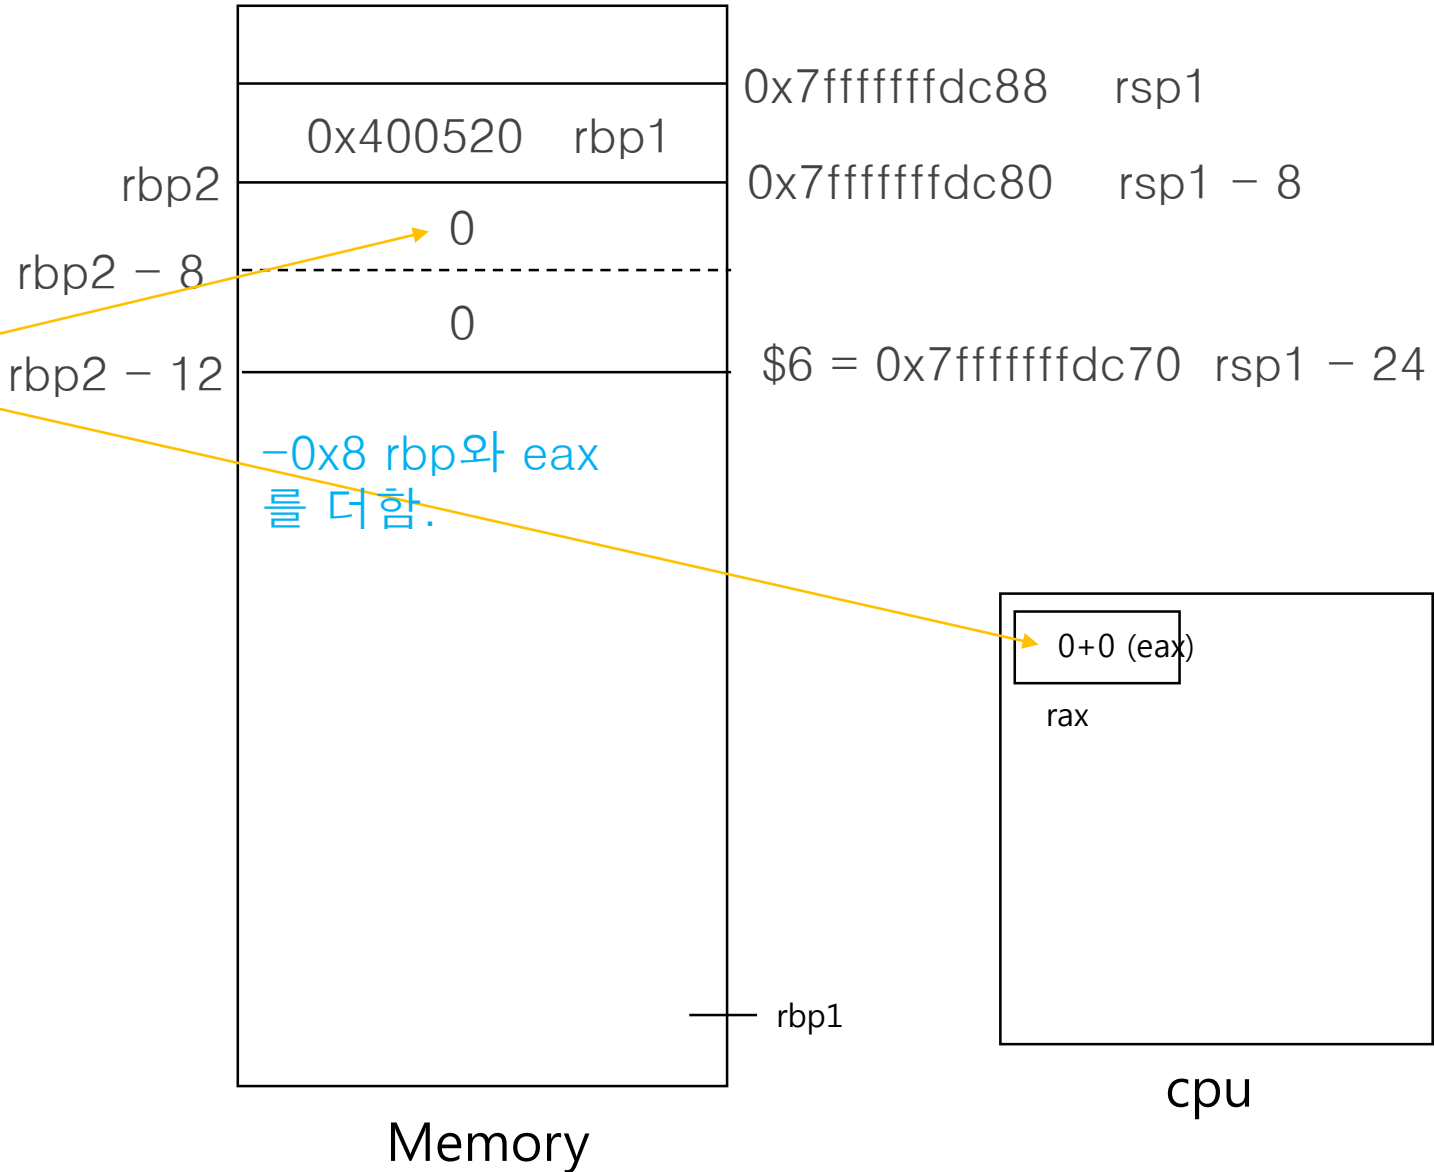 0x7fffffffdc88 rsp1
0x400520 rbp1
rbp2
0x7fffffffdc80 rsp1 - 8
0
rbp2 - 8
0
rbp2 - 12
$6 = 0x7fffffffdc70 rsp1 - 24
-0x8 rbp와 eax
를 더함.
0+0 (eax)
rax
rbp1
cpu
Memory